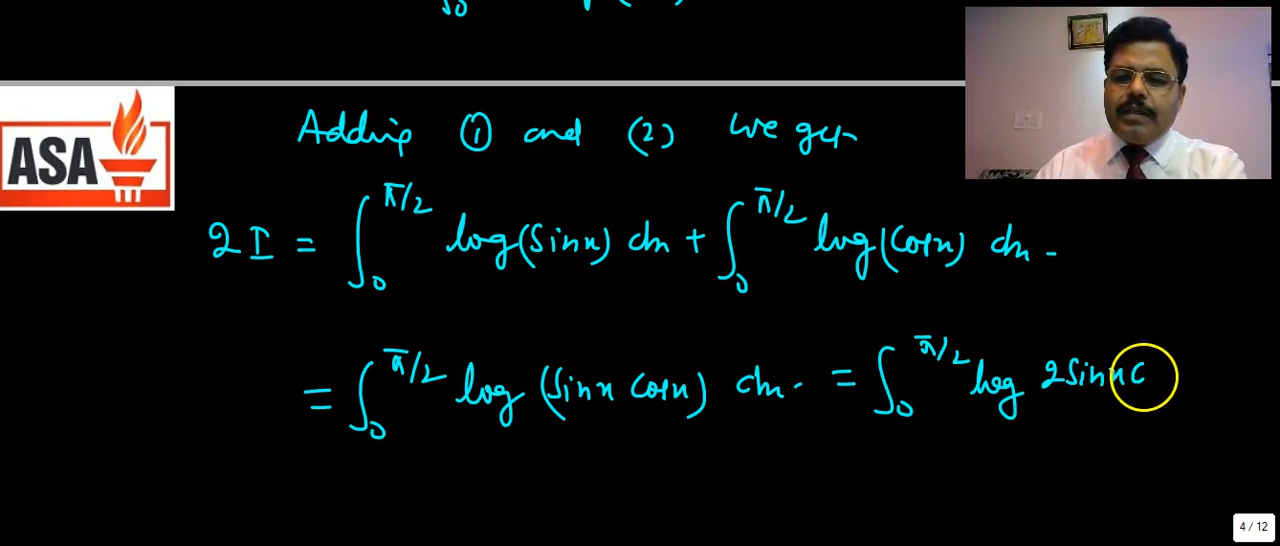 Adding ① and (2) we get
ASA
2I = ∫₀^π/2 log(Sinx) dx + ∫₀^π/2 log(Cosx) dx.
= ∫₀^π/2 log (Sinx Cosx) dx. = ∫₀^π/2 log 2Sinx C
4 / 12